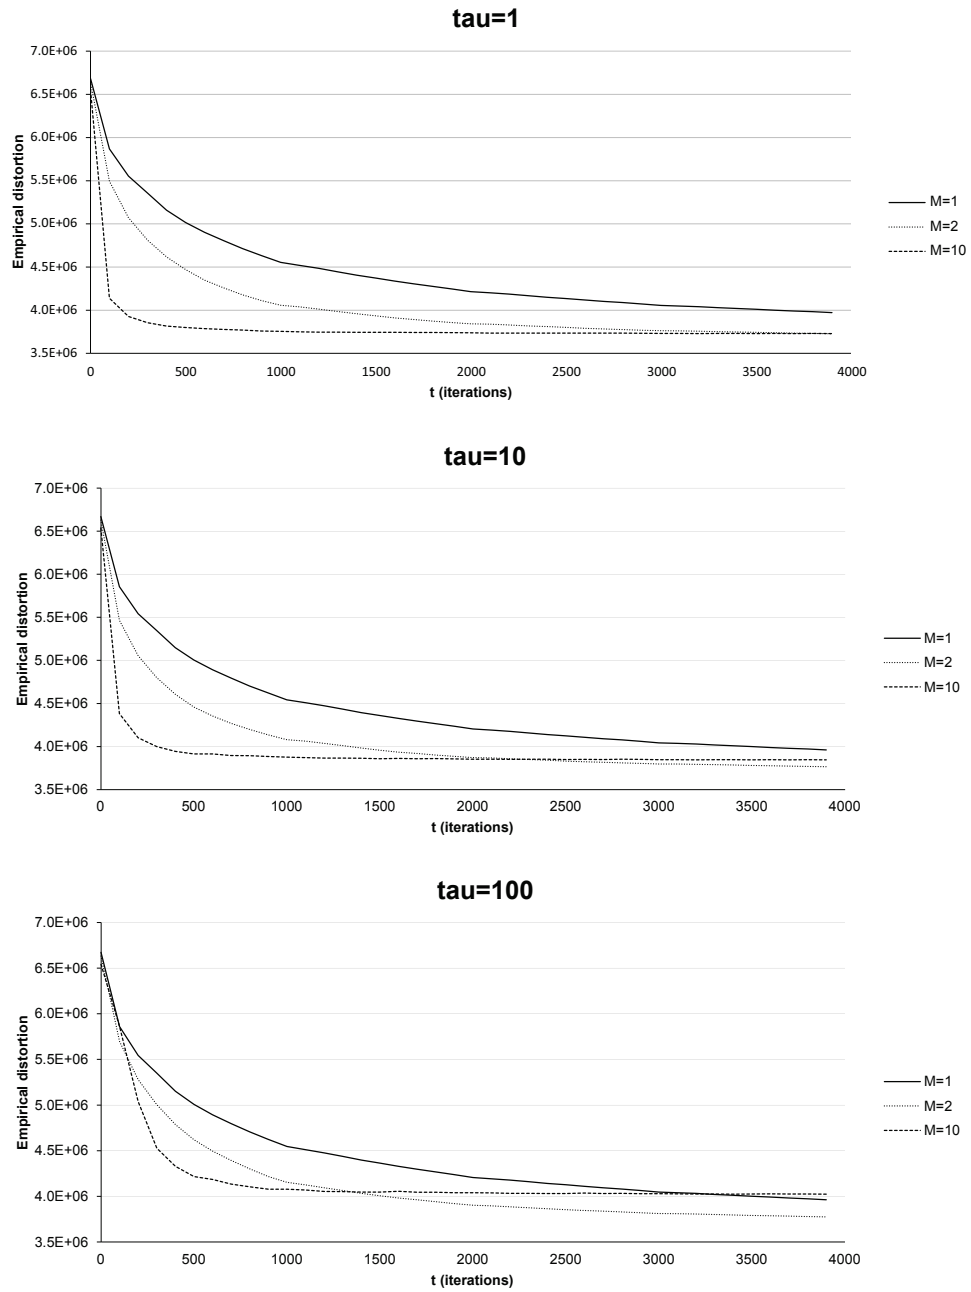 tau=1
7.0E+06
6.5E+06
6.0E+06
5.5E+06
5.0E+06
4.5E+06
4.0E+06
3.5E+06
Empirical distortion
0 500 1000 1500 2000 2500 3000 3500 4000
t (iterations)
M=1
M=2
M=10
tau=10
7.0E+06
6.5E+06
6.0E+06
5.5E+06
5.0E+06
4.5E+06
4.0E+06
3.5E+06
Empirical distortion
0 500 1000 1500 2000 2500 3000 3500 4000
t (iterations)
M=1
M=2
M=10
tau=100
7.0E+06
6.5E+06
6.0E+06
5.5E+06
5.0E+06
4.5E+06
4.0E+06
3.5E+06
Empirical distortion
0 500 1000 1500 2000 2500 3000 3500 4000
t (iterations)
M=1
M=2
M=10